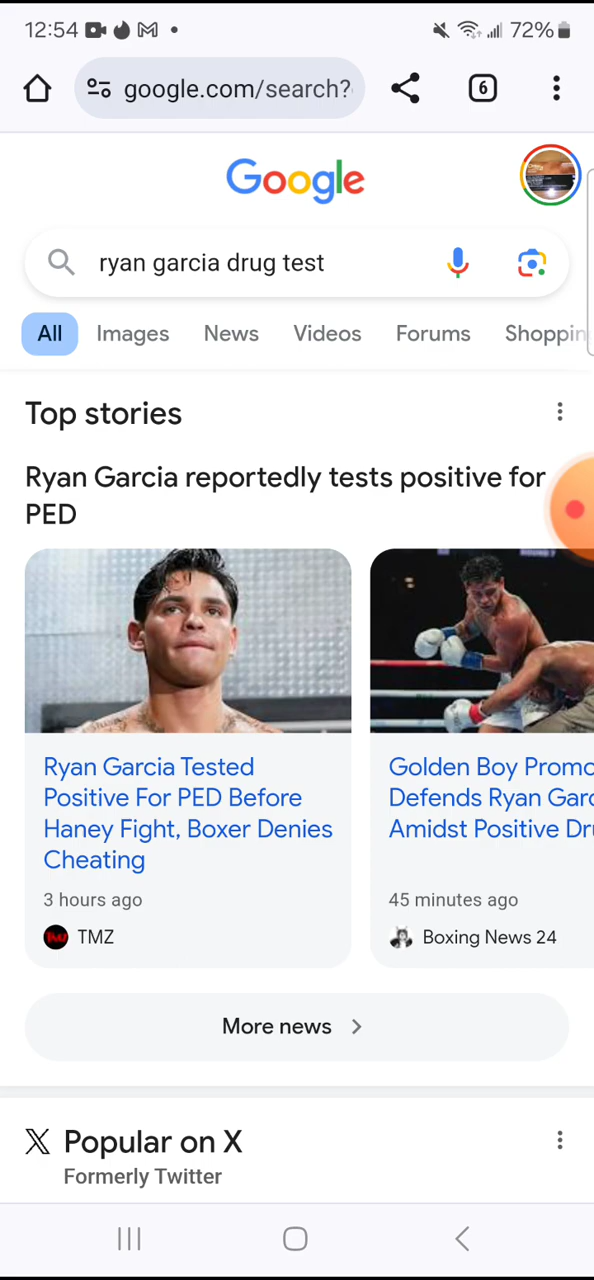 12:54 72%
google.com/search?
6
Google
ryan garcia drug test
All Images News Videos Forums Shoppin
Top stories
Ryan Garcia reportedly tests positive for
PED
Ryan Garcia Tested
Positive For PED Before
Haney Fight, Boxer Denies
Cheating
3 hours ago
TMZ
Golden Boy Promo
Defends Ryan Garc
Amidst Positive Dr
45 minutes ago
Boxing News 24
More news
X Popular on X
Formerly Twitter